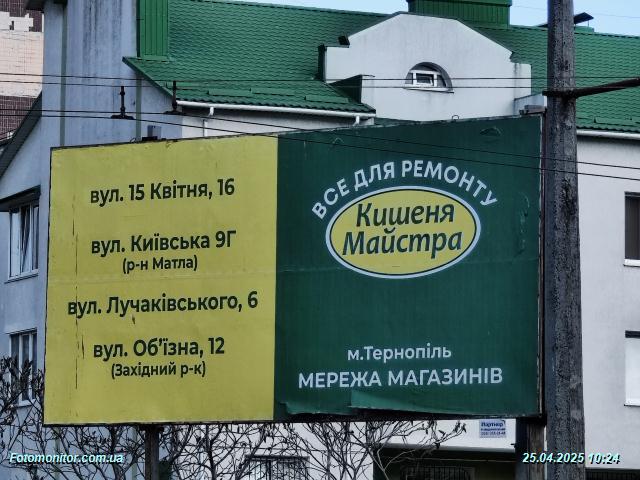 вул. 15 Квітня, 16
вул. Київська 9Г
(р-н Матла)
вул. Лучаківського, 6
вул. Об'їзна, 12
(Західний р-к)
ВСЕ ДЛЯ РЕМОНТУ
Кишеня
Майстра
м.Тернопіль
МЕРЕЖА МАГАЗИНІВ
Партнер
Fotomonitor.com.ua
25.04.2025 10:24